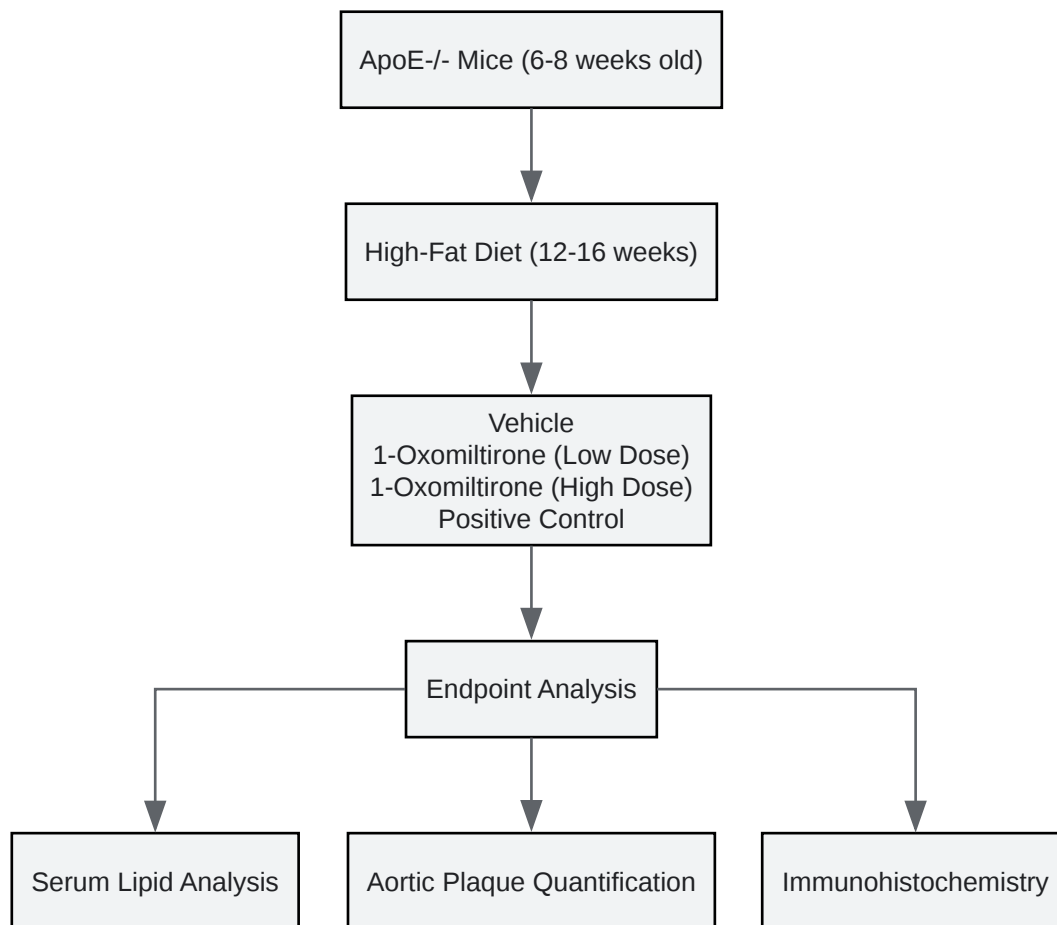 ApoE-/- Mice (6-8 weeks old)
High-Fat Diet (12-16 weeks)
Vehicle
1-Oxomiltirone (Low Dose)
1-Oxomiltirone (High Dose)
Positive Control
Endpoint Analysis
Serum Lipid Analysis
Aortic Plaque Quantification
Immunohistochemistry